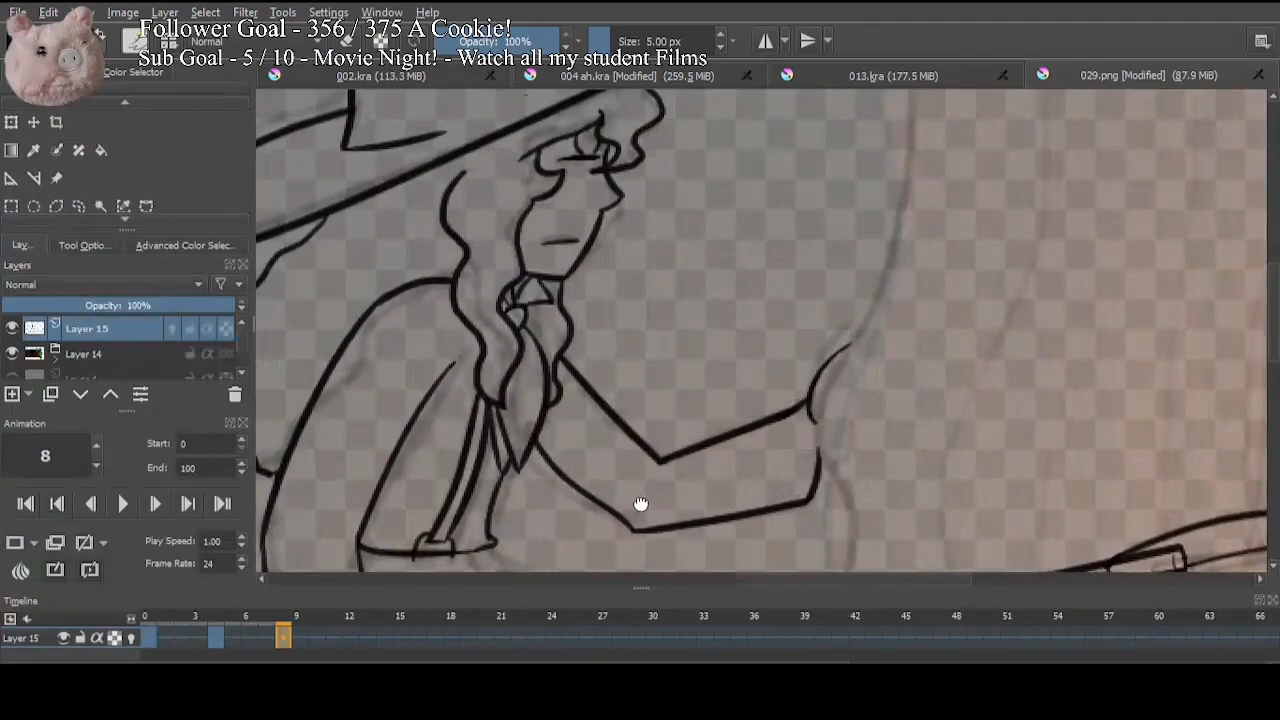 File Edit View Image Layer Select Filter Tools Settings Window Help
Follower Goal - 356 / 375 A Cookie!
Normal Opacity: 100% Size: 5.00 px
Sub Goal - 5 / 10 - Movie Night! - Watch all my student Films
Color Selector
002.kra (113.3 MB)
004 ah.kra [Modified] (259.5 MB)
013.kra (177.5 MB)
029.png [Modified] (87.9 MB)
Lay... Tool Optio... Advanced Color Selec...
Layers
Normal
Opacity: 100%
Layer 15
Layer 14
Animation
8
Start: 0
End: 100
Play Speed: 1.00
Frame Rate: 24
Timeline
0 3 6 9 12 15 18 21 24 27 30 33 36 39 42 45 48 51 54 57 60 63 66
Layer 15